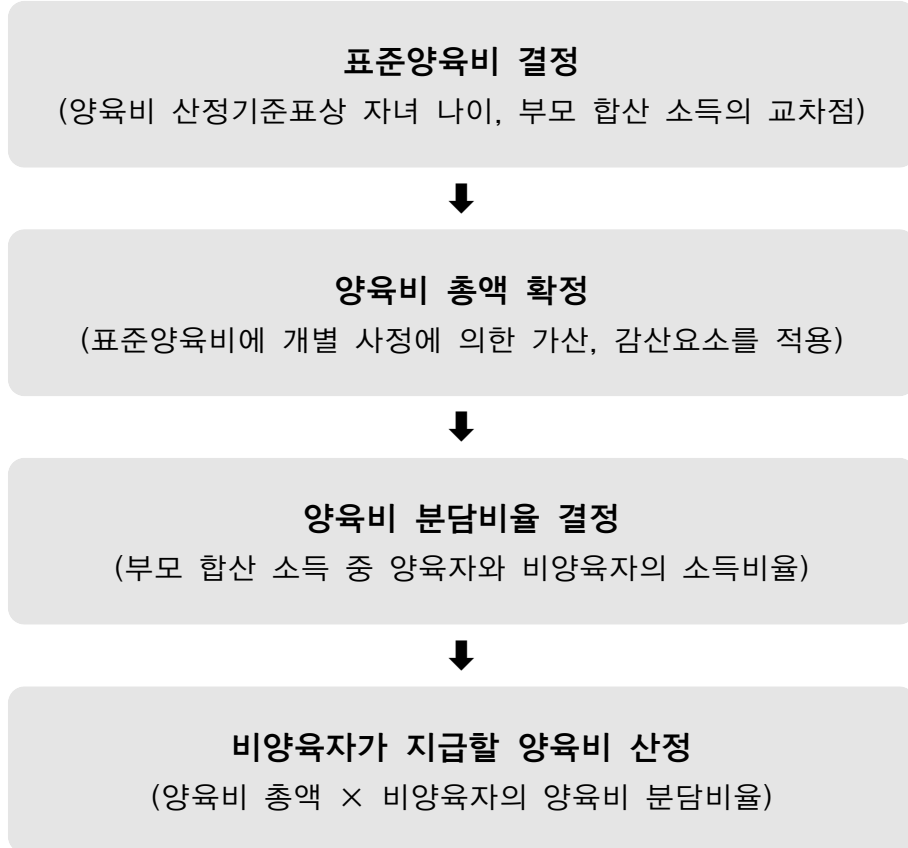 표준양육비 결정
(양육비 산정기준표상 자녀 나이, 부모 합산 소득의 교차점)
양육비 총액 확정
(표준양육비에 개별 사정에 의한 가산, 감산요소를 적용)
양육비 분담비율 결정
(부모 합산 소득 중 양육자와 비양육자의 소득비율)
비양육자가 지급할 양육비 산정
(양육비 총액 × 비양육자의 양육비 분담비율)